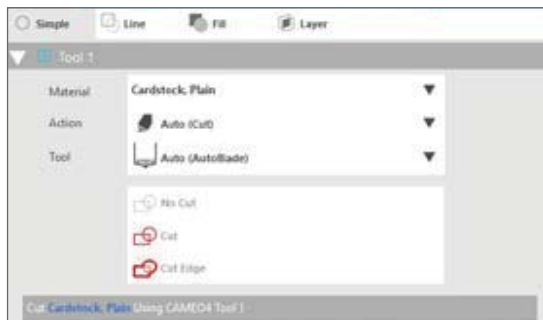 Simple Line Fill Layer
Tool 1
Material Cardstock, Plain
Action Auto (Cut)
Tool Auto (AutoBlade)
No Cut
Cut
Cut Edge
Cut Cardstock, Plain Using CAMEO4 Tool 1